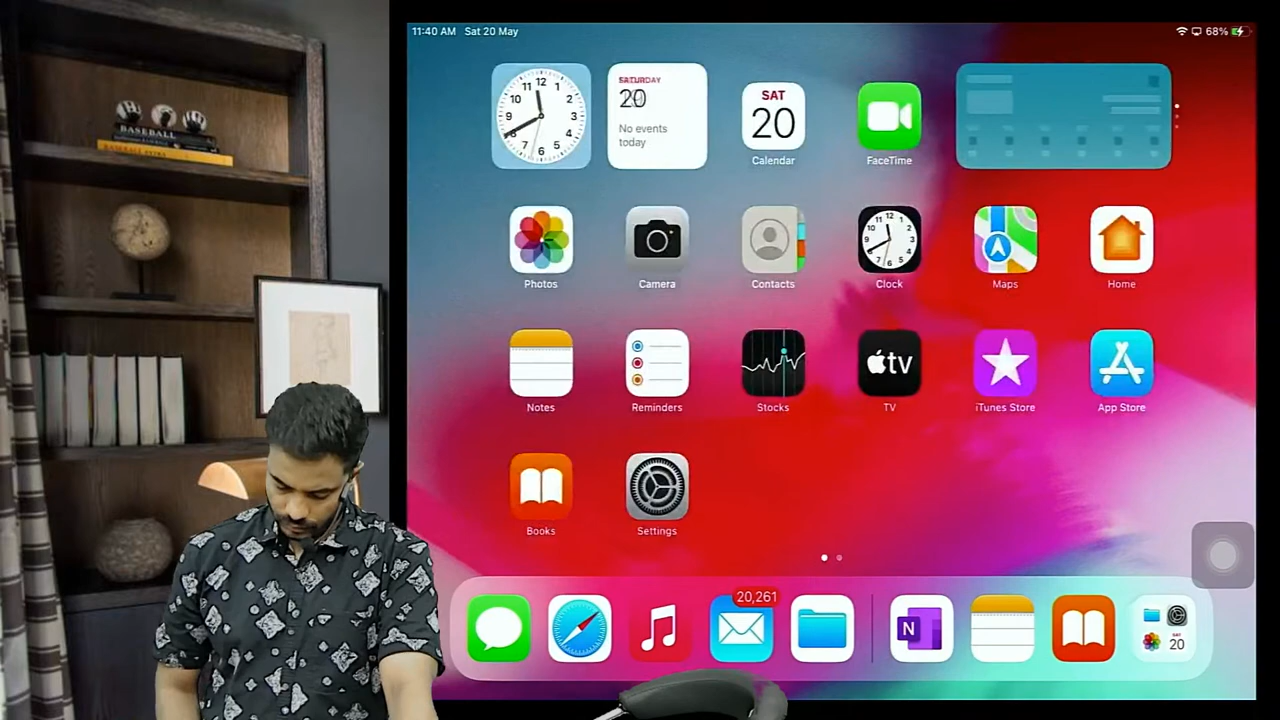 11:40 AM Sat 20 May
68%
SATURDAY
20
No events
today
SAT
20
Calendar
FaceTime
Photos
Camera
Contacts
Clock
Maps
Home
Notes
Reminders
Stocks
tv
TV
iTunes Store
App Store
Books
Settings
BASEBALL
20,261
N
20